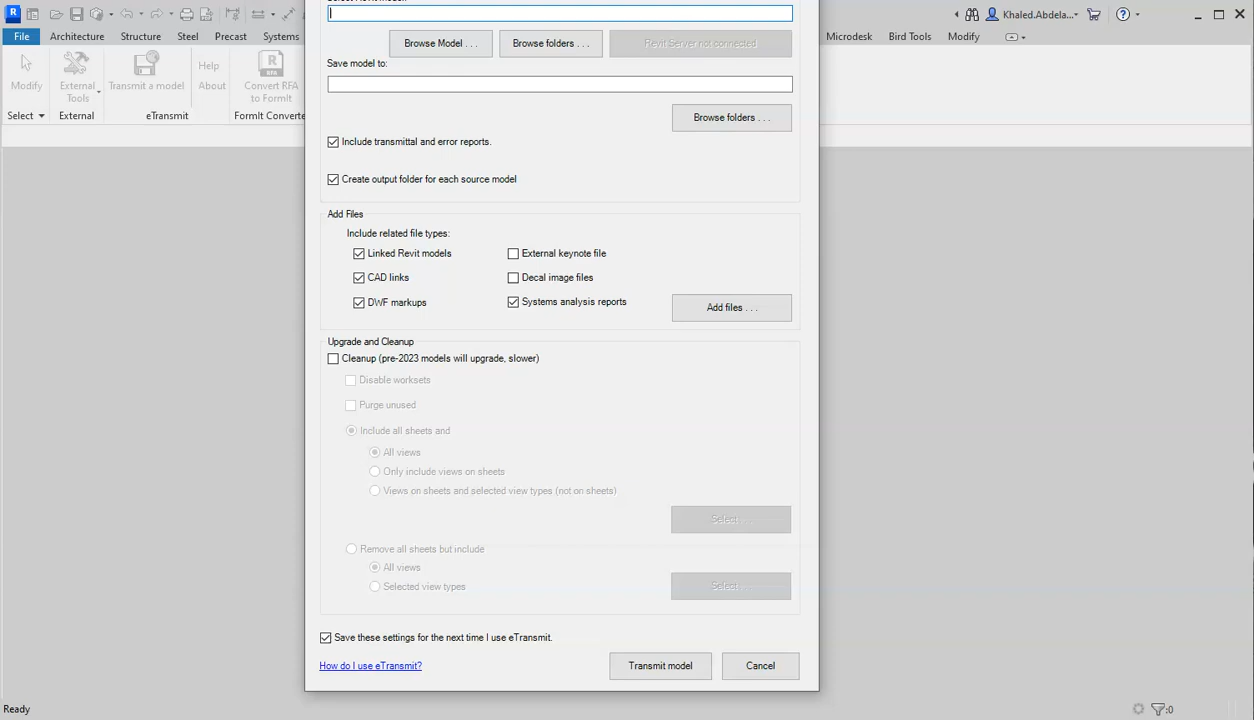 R
Khaled.Abdela...
File
Architecture
Structure
Steel
Precast
Systems
Microdesk
Bird Tools
Modify
Modify
External
Tools
Transmit a model
Help
About
Convert RFA
to FormIt
Select
External
eTransmit
FormIt Converte
Browse Model . . .
Browse folders . . .
Revit Server not connected
Save model to:
Browse folders . . .
Include transmittal and error reports.
Create output folder for each source model
Add Files
Include related file types:
Linked Revit models
External keynote file
CAD links
Decal image files
DWF markups
Systems analysis reports
Add files . . .
Upgrade and Cleanup
Cleanup (pre-2023 models will upgrade, slower)
Disable worksets
Purge unused
Include all sheets and
All views
Only include views on sheets
Views on sheets and selected view types (not on sheets)
Select . . .
Remove all sheets but include
All views
Selected view types
Select . . .
Save these settings for the next time I use eTransmit.
How do I use eTransmit?
Transmit model
Cancel
Ready
:0